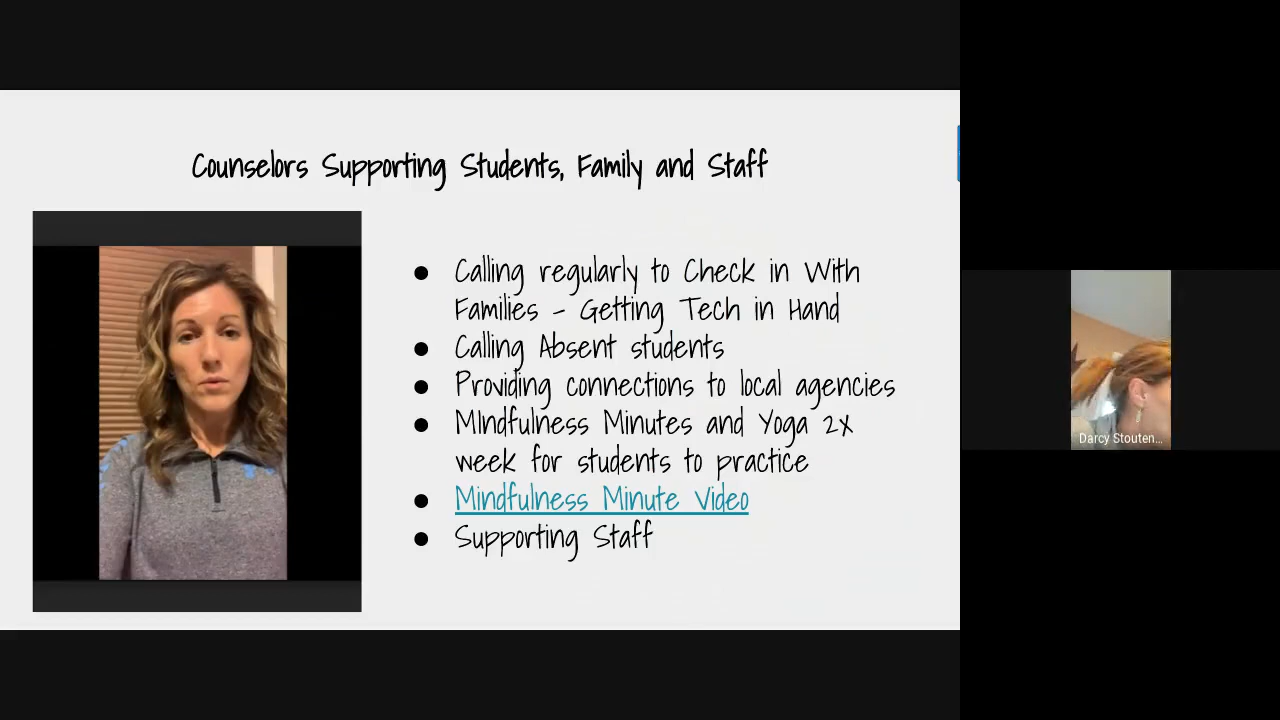 Counselors Supporting Students, Family and Staff
● Calling regularly to Check in With
Families - Getting Tech in Hand
● Calling Absent students
● Providing connections to local agencies
● MIndfulness Minutes and Yoga 2x
week for students to practice
● Mindfulness Minute Video
● Supporting Staff
Darcy Stouten...